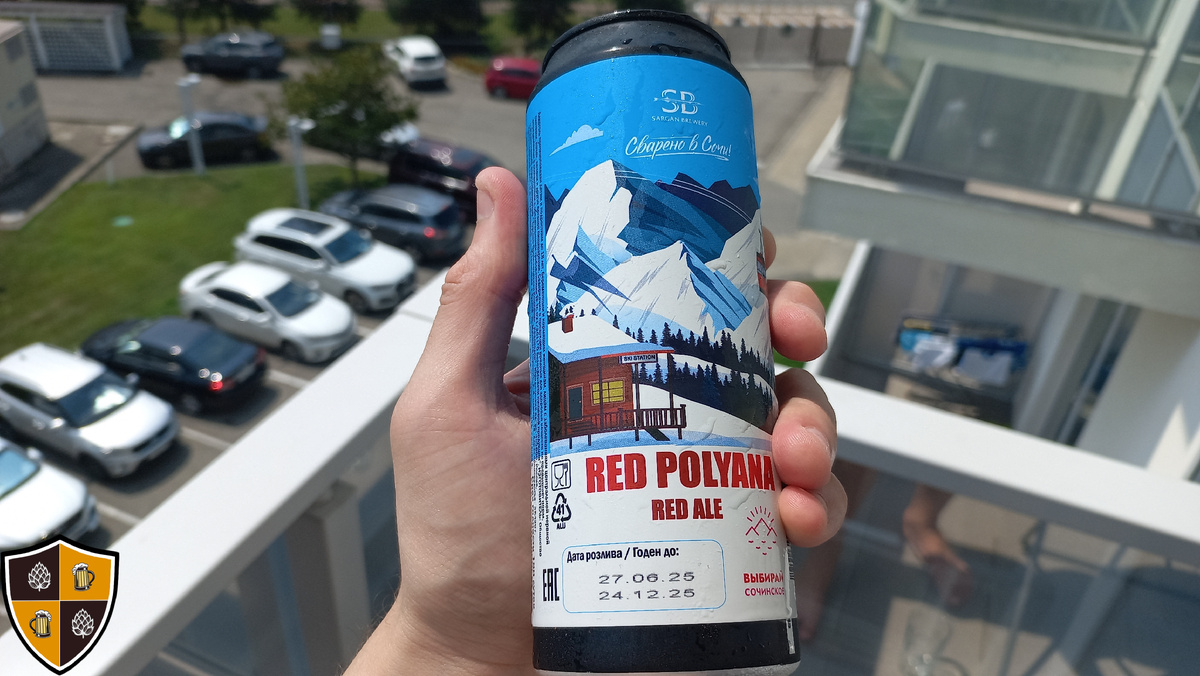 SB
SARGAN BREWERY
Сварено в Сочи!
SKI STATION
RED POLYANA
RED ALE
41
ALU
Дата розлива / Годен до:
27.06.25
24.12.25
EAC
ВЫБИРАЙ
СОЧИНСКОЕ